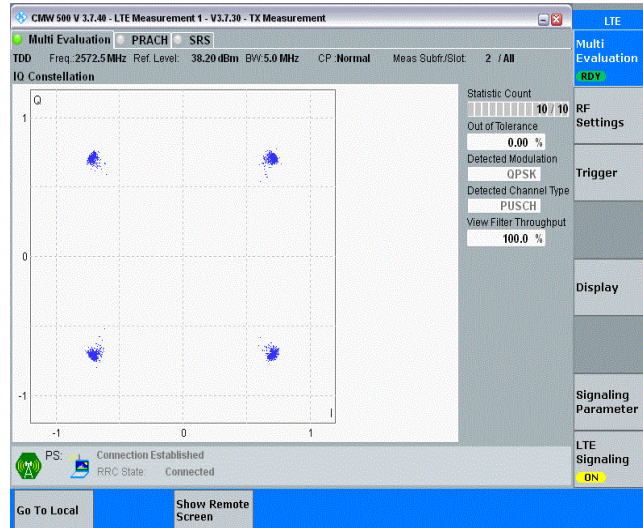 CMW 500 V 3.7.40 - LTE Measurement 1 - V3.7.30 - TX Measurement
LTE
Multi Evaluation PRACH SRS
TDD Freq.:2572.5 MHz Ref. Level: 38.20 dBm BW:5.0 MHz CP :Normal Meas Subfr./Slot: 2 / All
IQ Constellation
Q
1
0
-1
-1 0 1
I
Statistic Count
10 / 10
Out of Tolerance
0.00 %
Detected Modulation
QPSK
Detected Channel Type
PUSCH
View Filter Throughput
100.0 %
Multi
Evaluation
RDY
RF
Settings
Trigger
Display
Signaling
Parameter
LTE
Signaling
ON
PS: Connection Established
RRC State: Connected
Go To Local
Show Remote
Screen